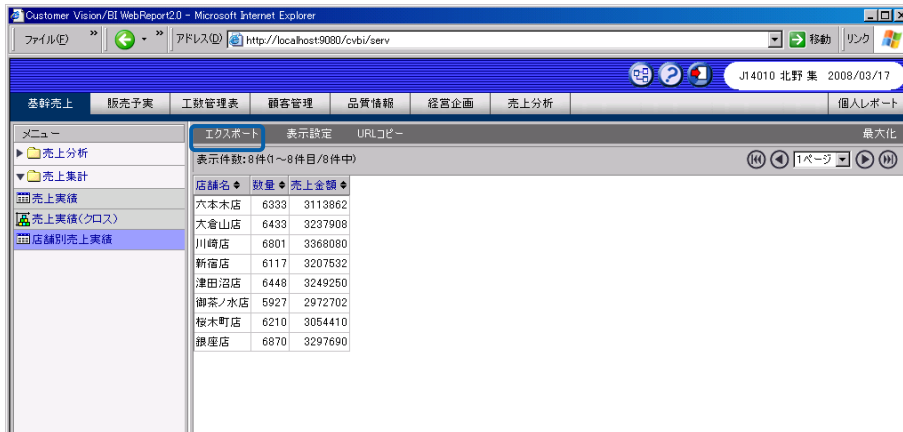 Customer Vision/BI WebReport2.0 - Microsoft Internet Explorer
ファイル(F) » » アドレス(D) http://localhost:9080/cvbi/serv 移動 リンク
J14010 北野 集 2008/03/17
基幹売上 販売予実 工数管理表 顧客管理 品質情報 経営企画 売上分析 個人レポート
メニュー エクスポート 表示設定 URLコピー 最大化
▶売上分析 表示件数:8件(1～8件目/8件中) 1ページ
▼売上集計
店舗名 数量 売上金額
売上実績
六本木店 6333 3113862
売上実績(クロス)
大倉山店 6433 3237908
店舗別売上実績
川崎店 6801 3368080
新宿店 6117 3207532
津田沼店 6448 3249250
御茶ノ水店 5927 2972702
桜木町店 6210 3054410
銀座店 6870 3297690